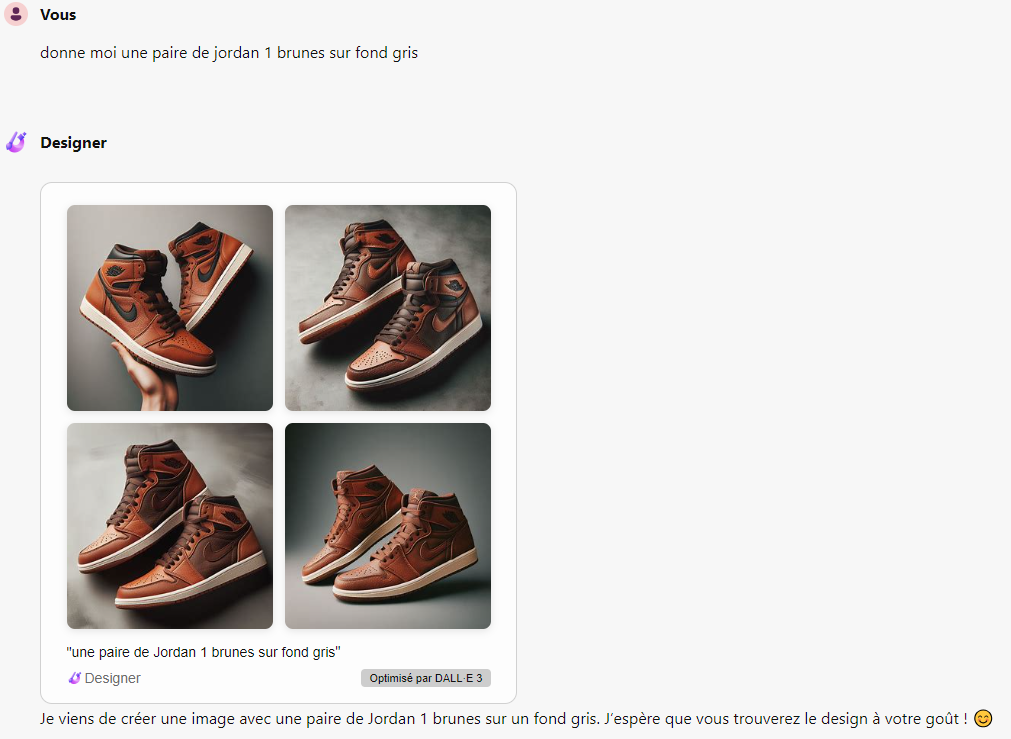 Vous
donne moi une paire de jordan 1 brunes sur fond gris
Designer
"une paire de Jordan 1 brunes sur fond gris"
Designer
Optimisé par DALL·E 3
Je viens de créer une image avec une paire de Jordan 1 brunes sur un fond gris. J’espère que vous trouverez le design à votre goût ! 😊